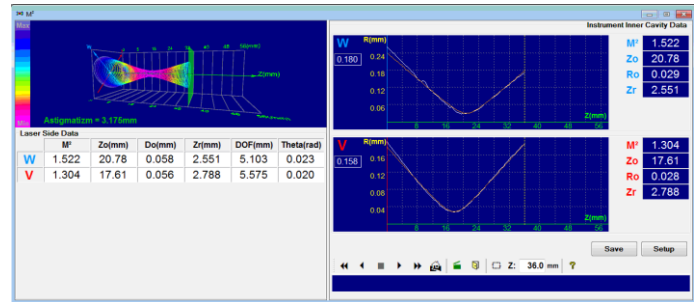 M²
Instrument Inner Cavity Data
Max
W
Z(mm)
Astigmatizm = 3.175mm
Min
Laser Side Data
M² Zo(mm) Do(mm) Zr(mm) DOF(mm) Theta(rad)
W 1.522 20.78 0.058 2.551 5.103 0.023
V 1.304 17.61 0.056 2.788 5.575 0.020
W R(mm)
0.180
0.24
0.18
0.12
0.06
Z(mm)
8 16 24 32 40 48 56
M² 1.522
Zo 20.78
Ro 0.029
Zr 2.551
V R(mm)
0.158
0.16
0.12
0.08
0.04
Z(mm)
8 16 24 32 40 48 56
M² 1.304
Zo 17.61
Ro 0.028
Zr 2.788
Save Setup
Z: 36.0 mm ?